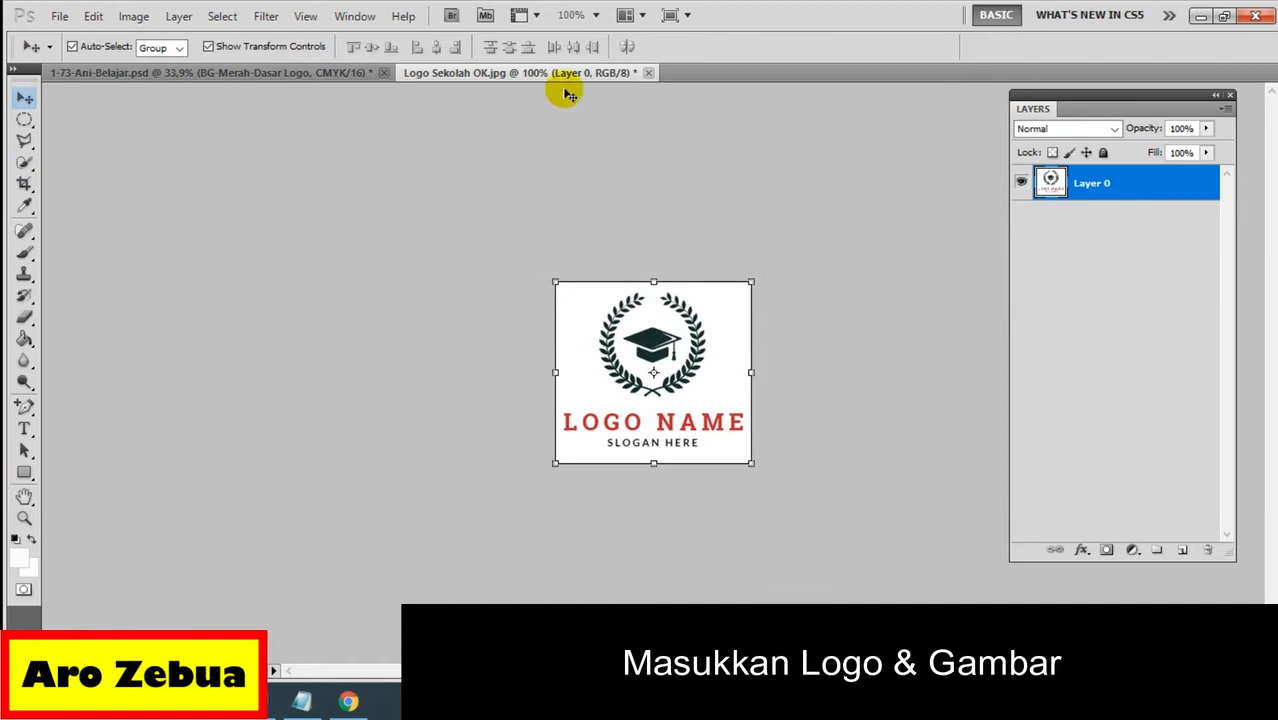 Ps File Edit Image Layer Select Filter View Window Help Br Mb 100% BASIC WHAT'S NEW IN CS5
Auto-Select: Group Show Transform Controls
1-73-Ani-Belajar.psd @ 33,9% (BG-Merah-Dasar Logo, CMYK/16) * Logo Sekolah OK.jpg @ 100% (Layer 0, RGB/8) *
LAYERS
Normal Opacity: 100%
Lock: Fill: 100%
Layer 0
LOGO NAME
SLOGAN HERE
T
fx
Aro Zebua
Masukkan Logo & Gambar